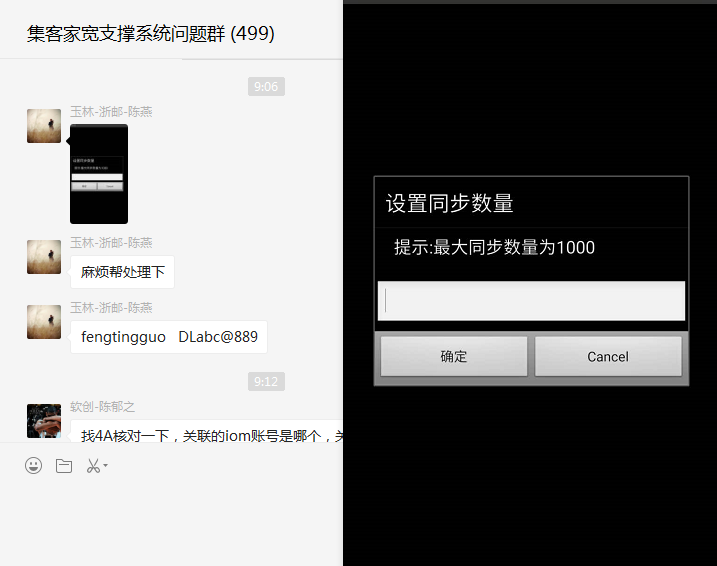 集客家宽支撑系统问题群 (499)
9:06
玉林-浙邮-陈燕
玉林-浙邮-陈燕
麻烦帮处理下
玉林-浙邮-陈燕
fengtingguo DLabc@889
9:12
软创-陈郁之
找4A核对一下，关联的iom账号是哪个，关
设置同步数量
提示:最大同步数量为1000
确定
Cancel